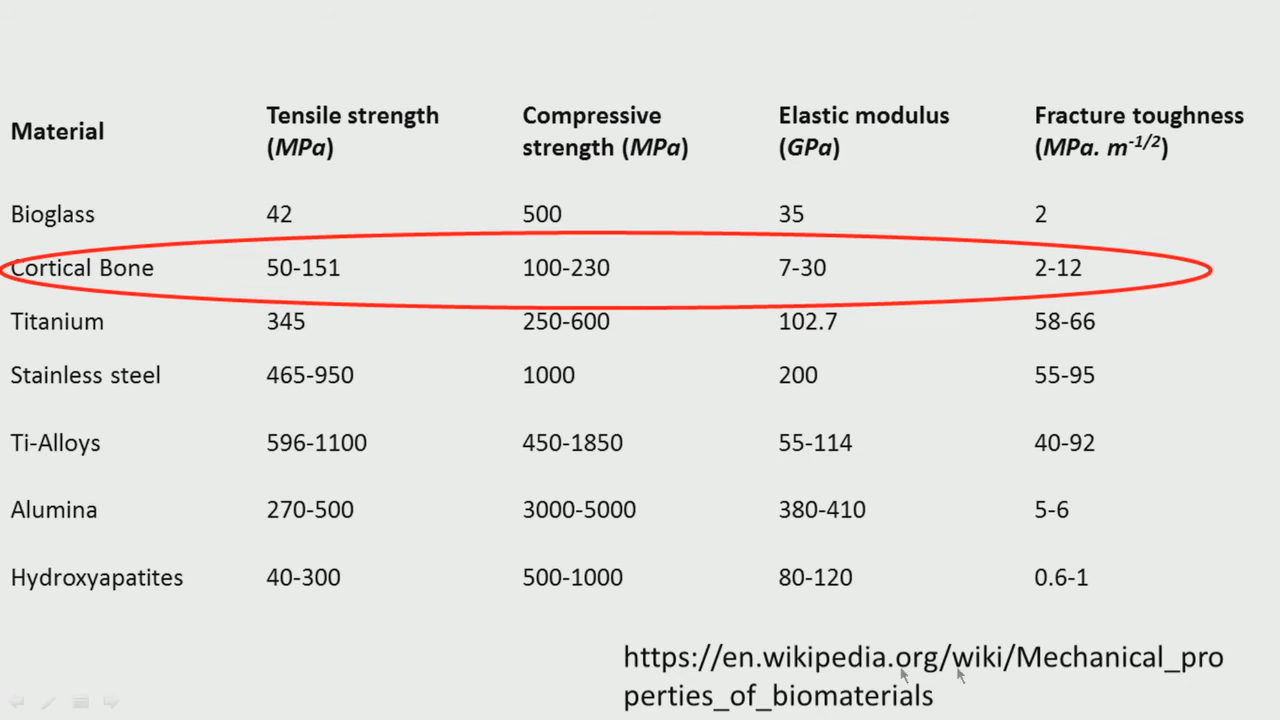 Material Tensile strength (MPa) Compressive strength (MPa) Elastic modulus (GPa) Fracture toughness (MPa. m-1/2)
Bioglass 42 500 35 2
Cortical Bone 50-151 100-230 7-30 2-12
Titanium 345 250-600 102.7 58-66
Stainless steel 465-950 1000 200 55-95
Ti-Alloys 596-1100 450-1850 55-114 40-92
Alumina 270-500 3000-5000 380-410 5-6
Hydroxyapatites 40-300 500-1000 80-120 0.6-1
https://en.wikipedia.org/wiki/Mechanical_pro
perties_of_biomaterials